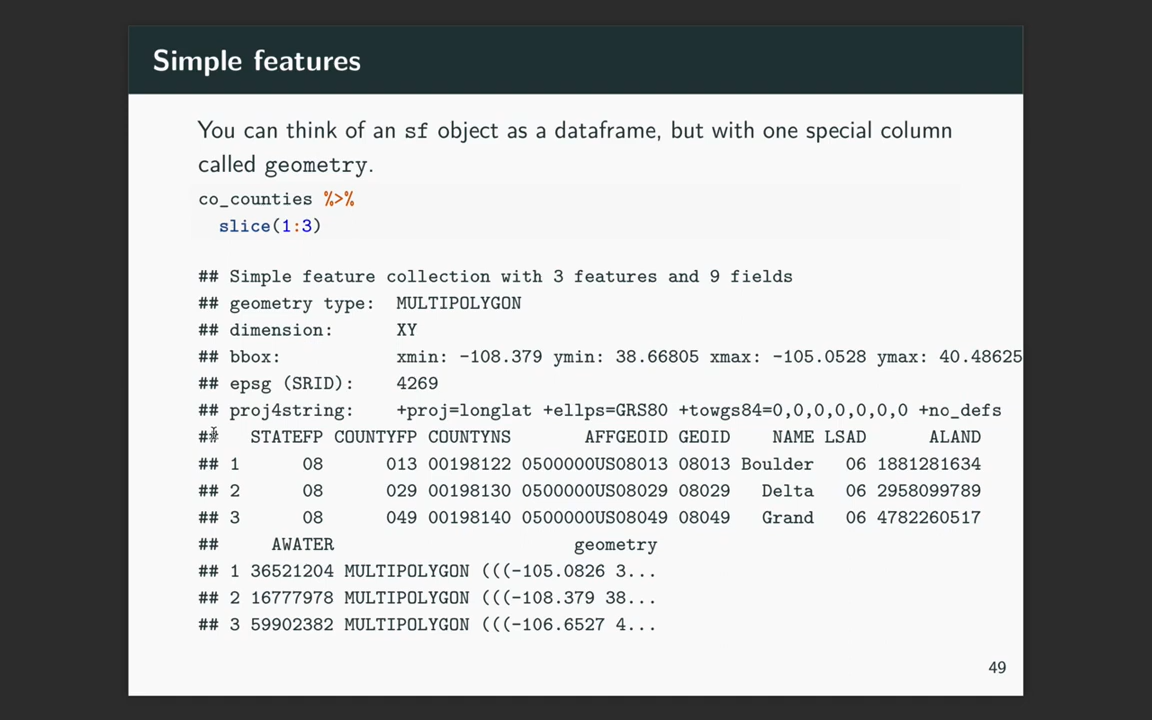 Simple features
You can think of an sf object as a dataframe, but with one special column
called geometry.
co_counties %>%
  slice(1:3)
## Simple feature collection with 3 features and 9 fields
## geometry type:  MULTIPOLYGON
## dimension:      XY
## bbox:           xmin: -108.379 ymin: 38.66805 xmax: -105.0528 ymax: 40.48625
## epsg (SRID):    4269
## proj4string:    +proj=longlat +ellps=GRS80 +towgs84=0,0,0,0,0,0,0 +no_defs
##   STATEFP COUNTYFP COUNTYNS       AFFGEOID GEOID    NAME LSAD      ALAND
## 1      08      013 00198122 0500000US08013 08013 Boulder   06 1881281634
## 2      08      029 00198130 0500000US08029 08029   Delta   06 2958099789
## 3      08      049 00198140 0500000US08049 08049   Grand   06 4782260517
##     AWATER                       geometry
## 1 36521204 MULTIPOLYGON (((-105.0826 3...
## 2 16777978 MULTIPOLYGON (((-108.379 38...
## 3 59902382 MULTIPOLYGON (((-106.6527 4...
49